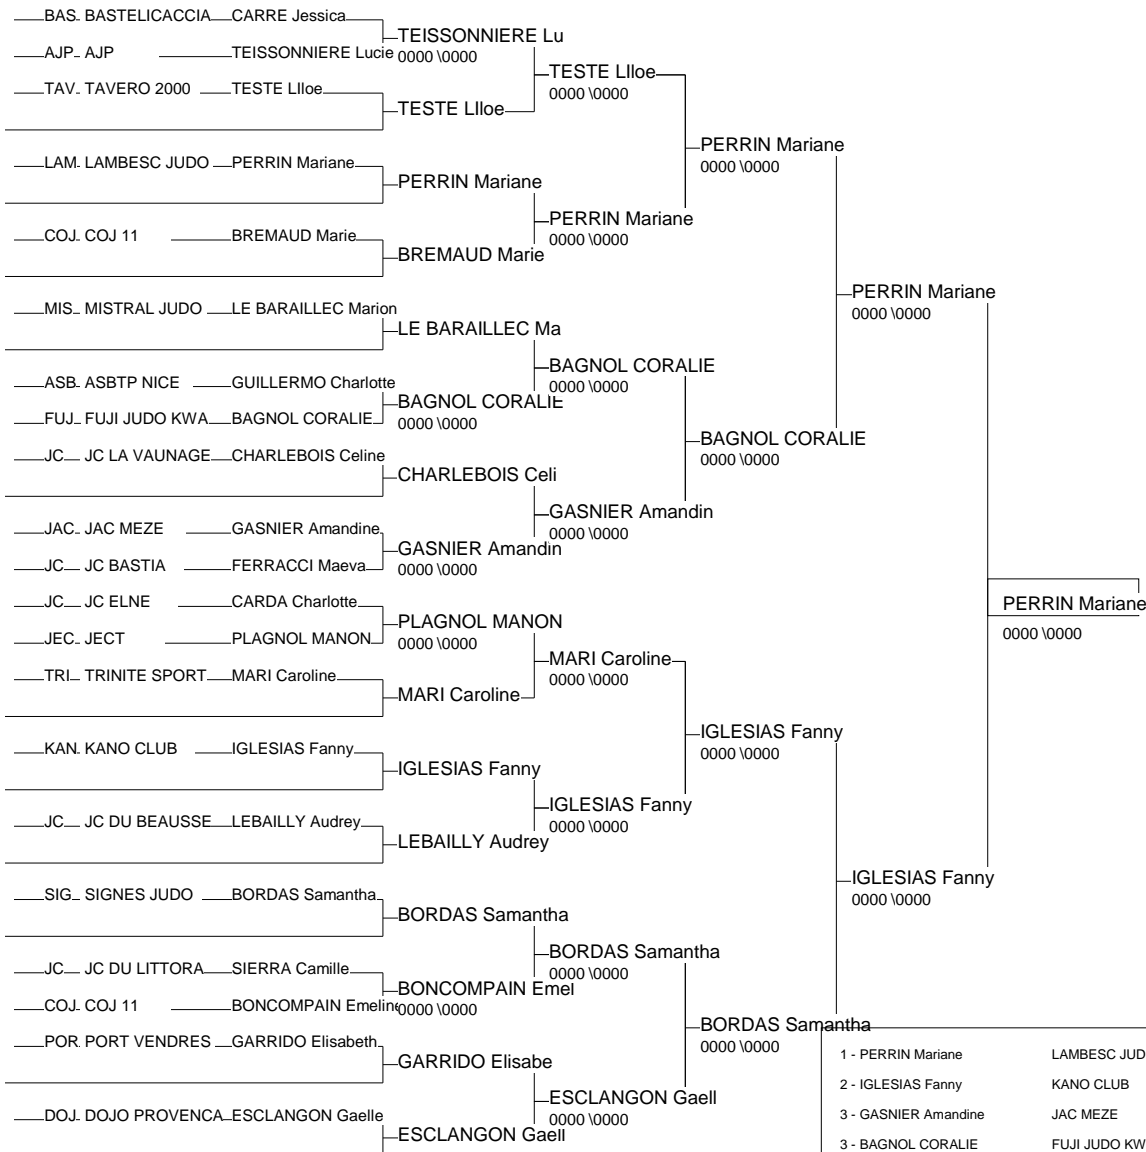 BAS BASTELICACCIA CARRE Jessica
TEISSONNIERE Lu
AJP AJP TEISSONNIERE Lucie 0000 \0000
TESTE LIloe
TAV TAVERO 2000 TESTE LIloe
0000 \0000
TESTE LIloe
PERRIN Mariane
LAM LAMBESC JUDO PERRIN Mariane
0000 \0000
PERRIN Mariane
PERRIN Mariane
COJ COJ 11 BREMAUD Marie
0000 \0000
BREMAUD Marie
PERRIN Mariane
MIS MISTRAL JUDO LE BARAILLEC Marion
0000 \0000
LE BARAILLEC Ma
BAGNOL CORALIE
ASB ASBTP NICE GUILLERMO Charlotte
0000 \0000
BAGNOL CORALIE
FUJ FUJI JUDO KWA BAGNOL CORALIE
0000 \0000
BAGNOL CORALIE
JC JC LA VAUNAGE CHARLEBOIS Celine
0000 \0000
CHARLEBOIS Celi
GASNIER Amandin
JAC JAC MEZE GASNIER Amandine
0000 \0000
GASNIER Amandin
JC JC BASTIA FERRACCI Maeva
0000 \0000
JC JC ELNE CARDA Charlotte
PERRIN Mariane
PLAGNOL MANON
0000 \0000
JEC JECT PLAGNOL MANON
0000 \0000
MARI Caroline
TRI TRINITE SPORT MARI Caroline
0000 \0000
MARI Caroline
IGLESIAS Fanny
KAN KANO CLUB IGLESIAS Fanny
0000 \0000
IGLESIAS Fanny
IGLESIAS Fanny
JC JC DU BEAUSSE LEBAILLY Audrey
0000 \0000
LEBAILLY Audrey
IGLESIAS Fanny
SIG SIGNES JUDO BORDAS Samantha
0000 \0000
BORDAS Samantha
BORDAS Samantha
JC JC DU LITTORA SIERRA Camille
0000 \0000
BONCOMPAIN Emel
COJ COJ 11 BONCOMPAIN Emeline
0000 \0000
BORDAS Samantha
POR PORT VENDRES GARRIDO Elisabeth
0000 \0000
1 - PERRIN Mariane LAMBESC JUD
GARRIDO Elisabe
2 - IGLESIAS Fanny KANO CLUB
ESCLANGON Gaell
DOJ DOJO PROVENCA ESCLANGON Gaelle
0000 \0000
3 - GASNIER Amandine JAC MEZE
ESCLANGON Gaell
3 - BAGNOL CORALIE FUJI JUDO KW